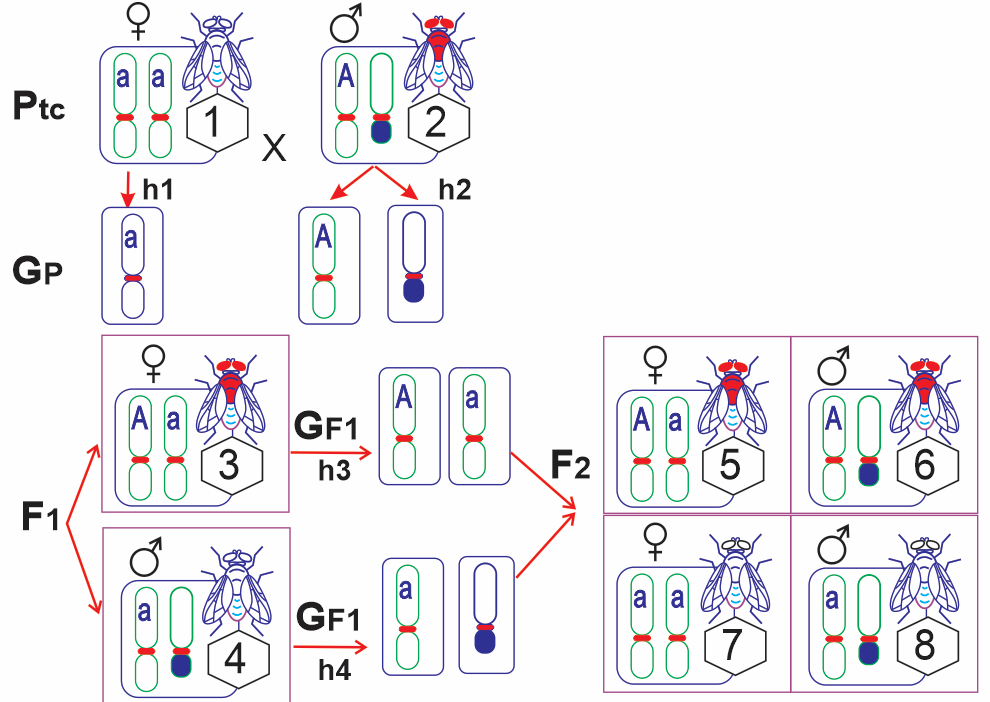 ♀ ♂
Ptc a a 1 X A 2
h1 h2
GP a A
♀ ♀ ♂
A a 3 GF1 h3 A a F2 A a 5 A 6
F1
♂ ♀ ♂
a 4 GF1 h4 a a a 7 a 8